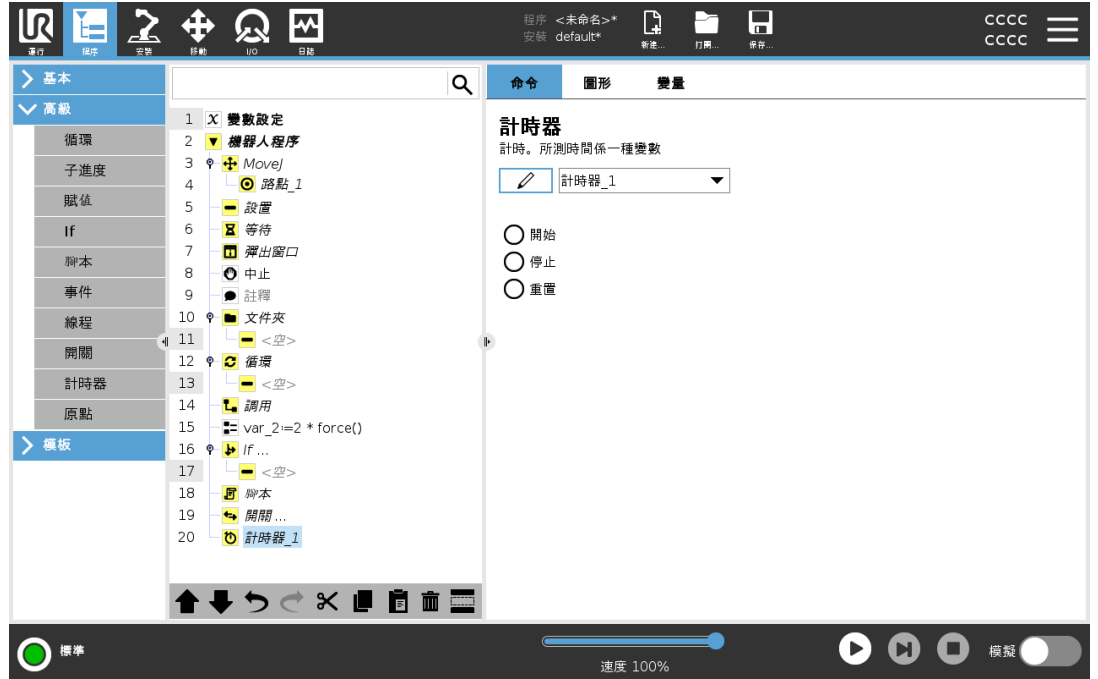 UR
運行
程序
安裝
移動
I/O
日誌
程序 <未命名>*
安裝 default*
新建...
打開...
保存...
CCCC
CCCC
基本
高級
循環
子進度
賦值
If
腳本
事件
線程
開關
計時器
原點
模板
1 X 變數設定
2 機器人程序
3 MoveJ
4 路點_1
5 設置
6 等待
7 彈出窗口
8 中止
9 註釋
10 文件夾
11 <空>
12 循環
13 <空>
14 調用
15 var_2:=2 * force()
16 If ...
17 <空>
18 腳本
19 開關 ...
20 計時器_1
命令 圖形 變量
計時器
計時。所測時間係一種變數
計時器_1
開始
停止
重置
標準
速度 100%
模擬